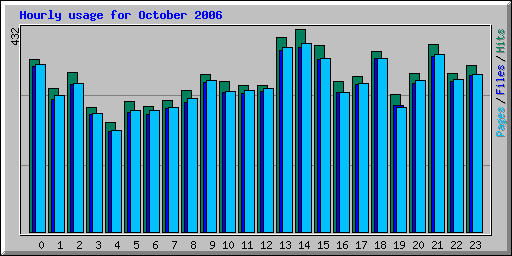 Hourly usage for October 2006
432
Pages / Files / Hits
0 1 2 3 4 5 6 7 8 9 10 11 12 13 14 15 16 17 18 19 20 21 22 23